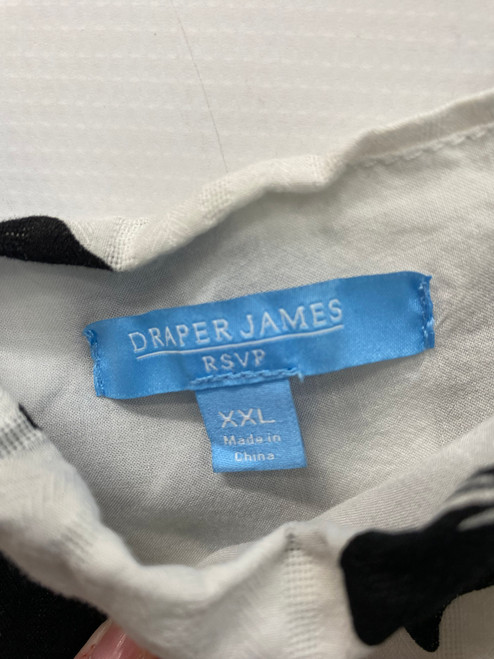 DRAPER JAMES
RSVP
XXL
Made in
China